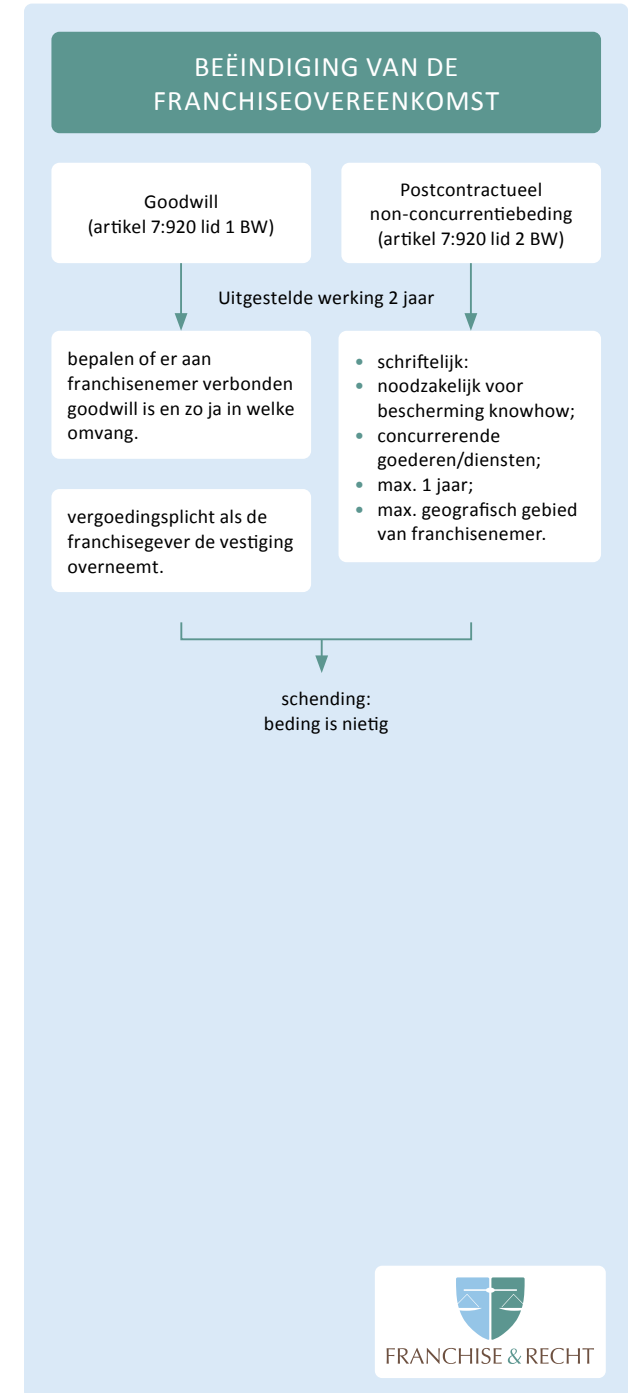 BEËINDIGING VAN DE
FRANCHISEOVEREENKOMST
Goodwill
(artikel 7:920 lid 1 BW)
Postcontractueel
non-concurrentiebeding
(artikel 7:920 lid 2 BW)
Uitgestelde werking 2 jaar
bepalen of er aan
franchisenemer verbonden
goodwill is en zo ja in welke
omvang.
vergoedingsplicht als de
franchisegever de vestiging
overneemt.
• schriftelijk:
• noodzakelijk voor
bescherming knowhow;
• concurrerende
goederen/diensten;
• max. 1 jaar;
• max. geografisch gebied
van franchisenemer.
schending:
beding is nietig
FRANCHISE & RECHT